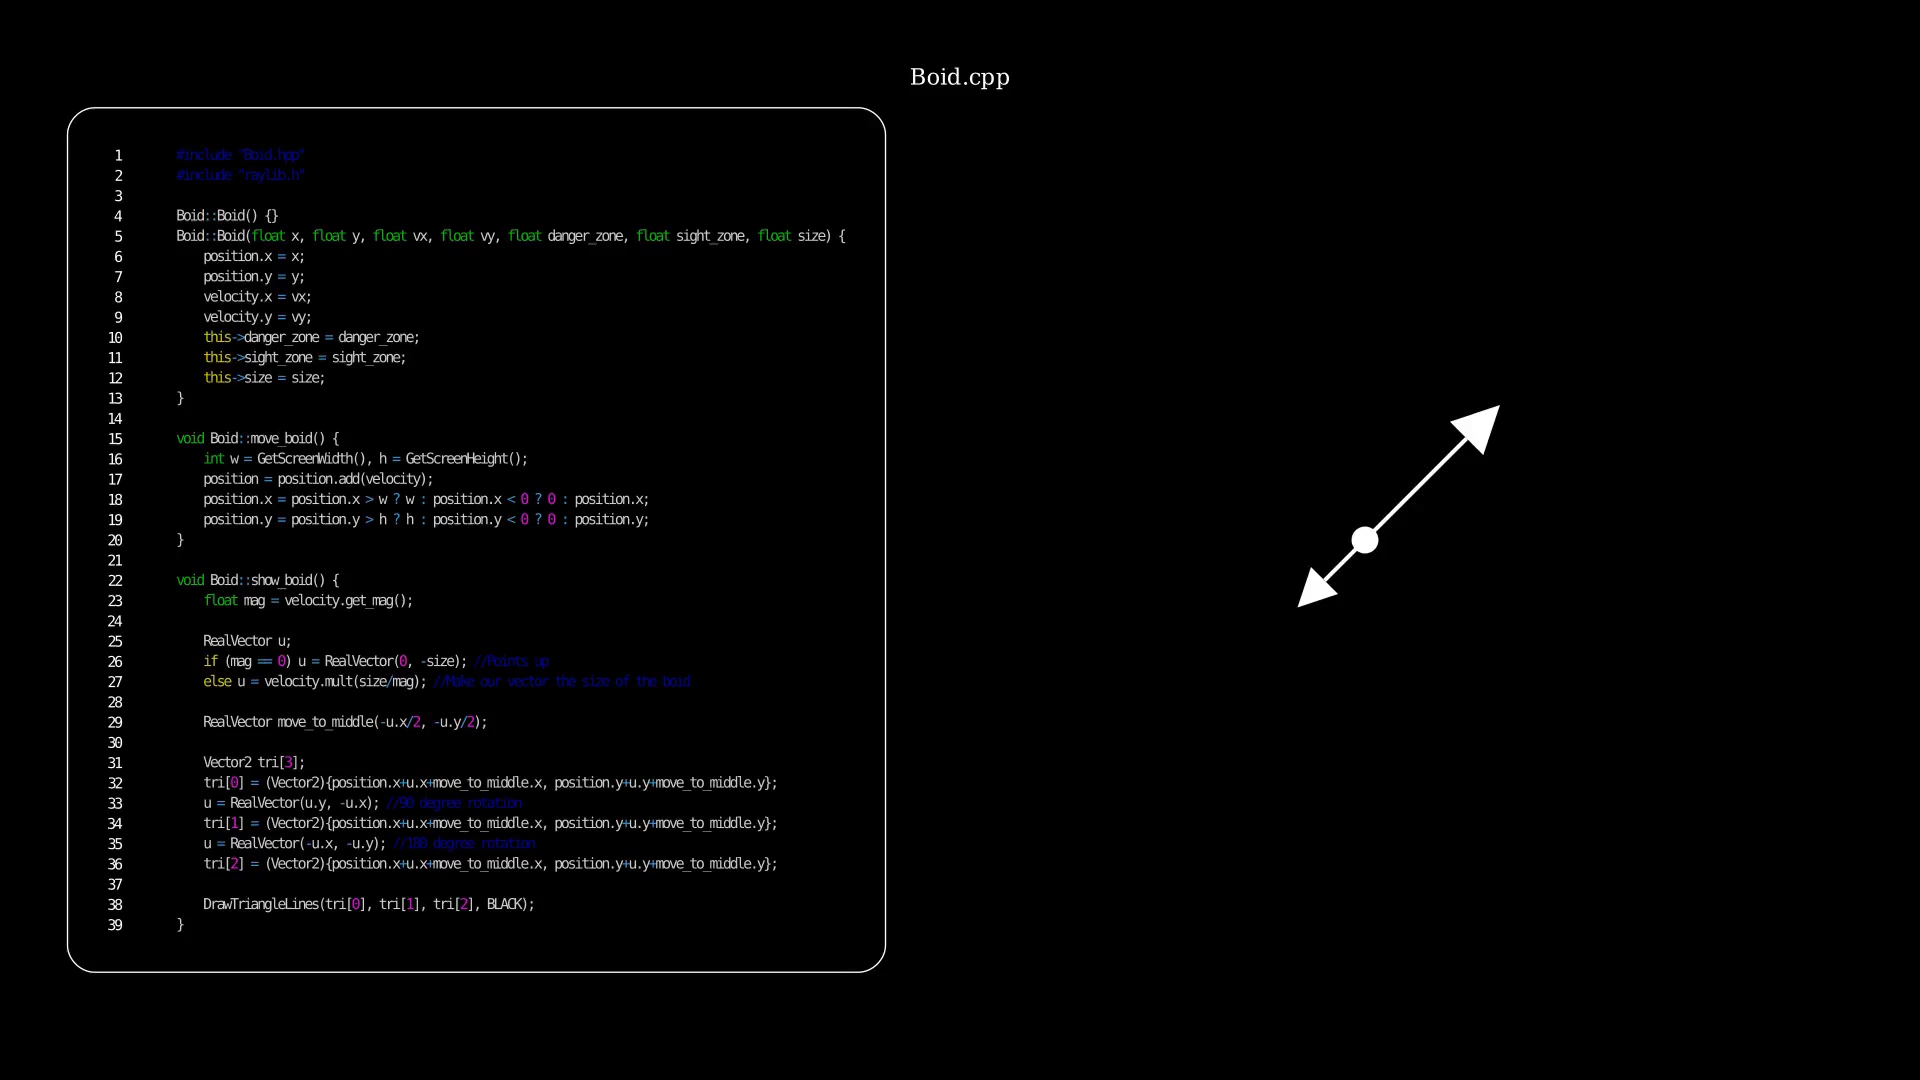 Boid.cpp
1 #include "Boid.hpp"
2 #include "raylib.h"
3
4 Boid::Boid() {}
5 Boid::Boid(float x, float y, float vx, float vy, float danger_zone, float sight_zone, float size) {
6     position.x = x;
7     position.y = y;
8     velocity.x = vx;
9     velocity.y = vy;
10     this->danger_zone = danger_zone;
11     this->sight_zone = sight_zone;
12     this->size = size;
13 }
14
15 void Boid::move_boid() {
16     int w = GetScreenWidth(), h = GetScreenHeight();
17     position = position.add(velocity);
18     position.x = position.x > w ? w : position.x < 0 ? 0 : position.x;
19     position.y = position.y > h ? h : position.y < 0 ? 0 : position.y;
20 }
21
22 void Boid::show_boid() {
23     float mag = velocity.get_mag();
24
25     RealVector u;
26     if (mag == 0) u = RealVector(0, -size); //Points up
27     else u = velocity.mult(size/mag); //Make our vector the size of the boid
28
29     RealVector move_to_middle(-u.x/2, -u.y/2);
30
31     Vector2 tri[3];
32     tri[0] = (Vector2){position.x+u.x+move_to_middle.x, position.y+u.y+move_to_middle.y};
33     u = RealVector(u.y, -u.x); //90 degree rotation
34     tri[1] = (Vector2){position.x+u.x+move_to_middle.x, position.y+u.y+move_to_middle.y};
35     u = RealVector(-u.x, -u.y); //180 degree rotation
36     tri[2] = (Vector2){position.x+u.x+move_to_middle.x, position.y+u.y+move_to_middle.y};
37
38     DrawTriangleLines(tri[0], tri[1], tri[2], BLACK);
39 }